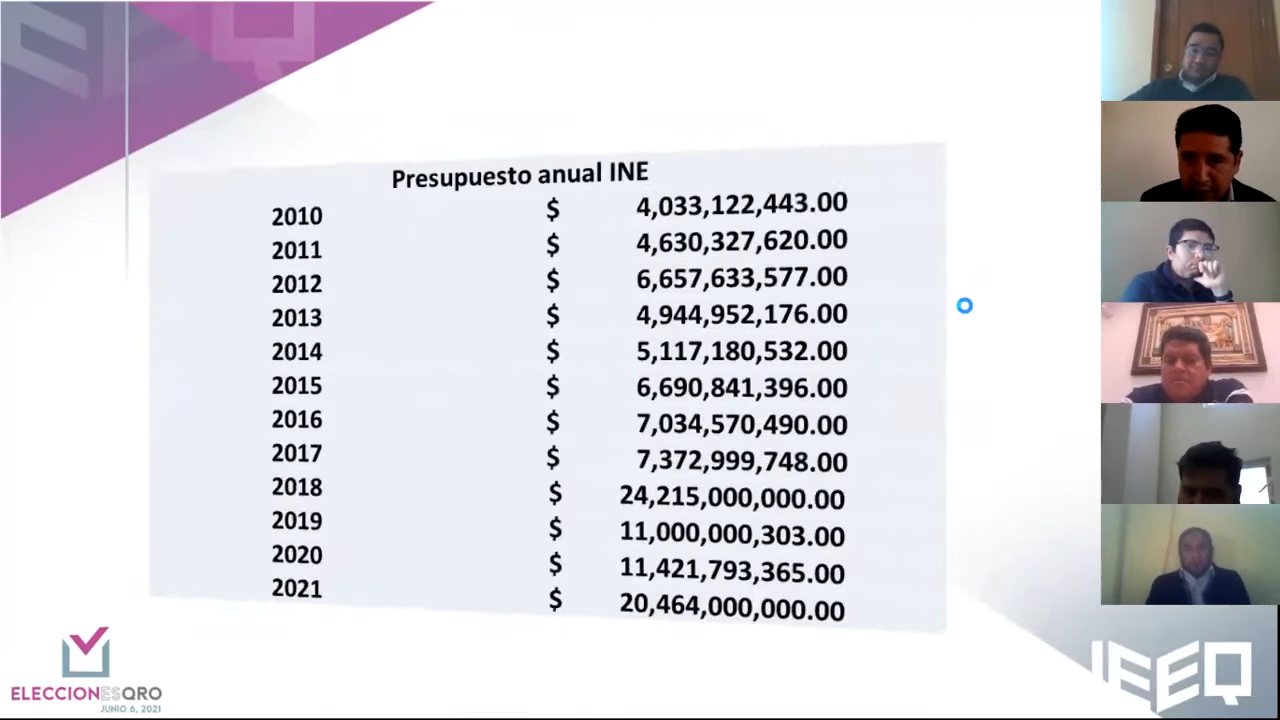 Presupuesto anual INE
2010 $ 4,033,122,443.00
2011 $ 4,630,327,620.00
2012 $ 6,657,633,577.00
2013 $ 4,944,952,176.00
2014 $ 5,117,180,532.00
2015 $ 6,690,841,396.00
2016 $ 7,034,570,490.00
2017 $ 7,372,999,748.00
2018 $ 24,215,000,000.00
2019 $ 11,000,000,303.00
2020 $ 11,421,793,365.00
2021 $ 20,464,000,000.00
ELECCIONESQRO
JUNIO 6, 2021
IEEQ